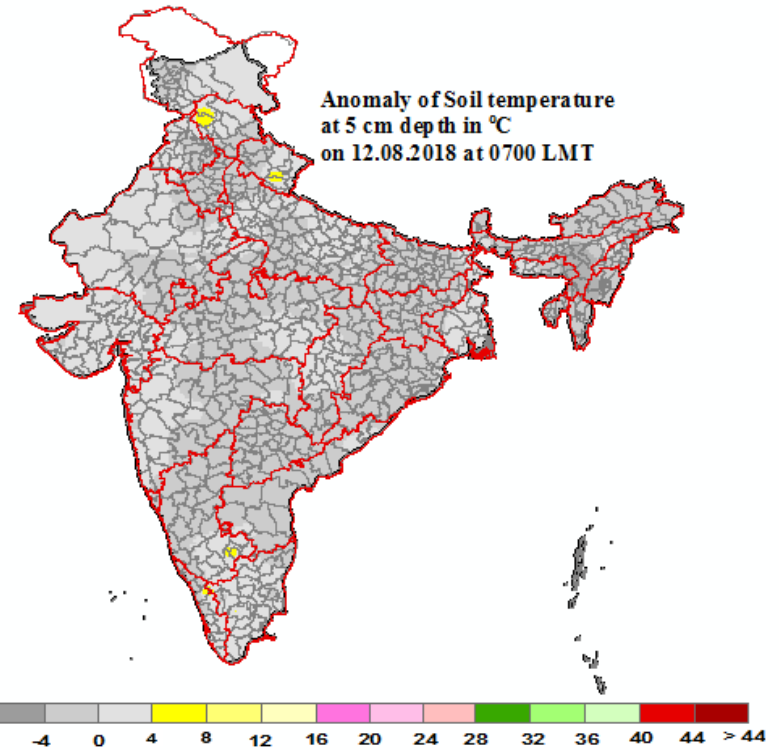 Anomaly of Soil temperature
at 5 cm depth in °C
on 12.08.2018 at 0700 LMT
-4 0 4 8 12 16 20 24 28 32 36 40 44 > 44